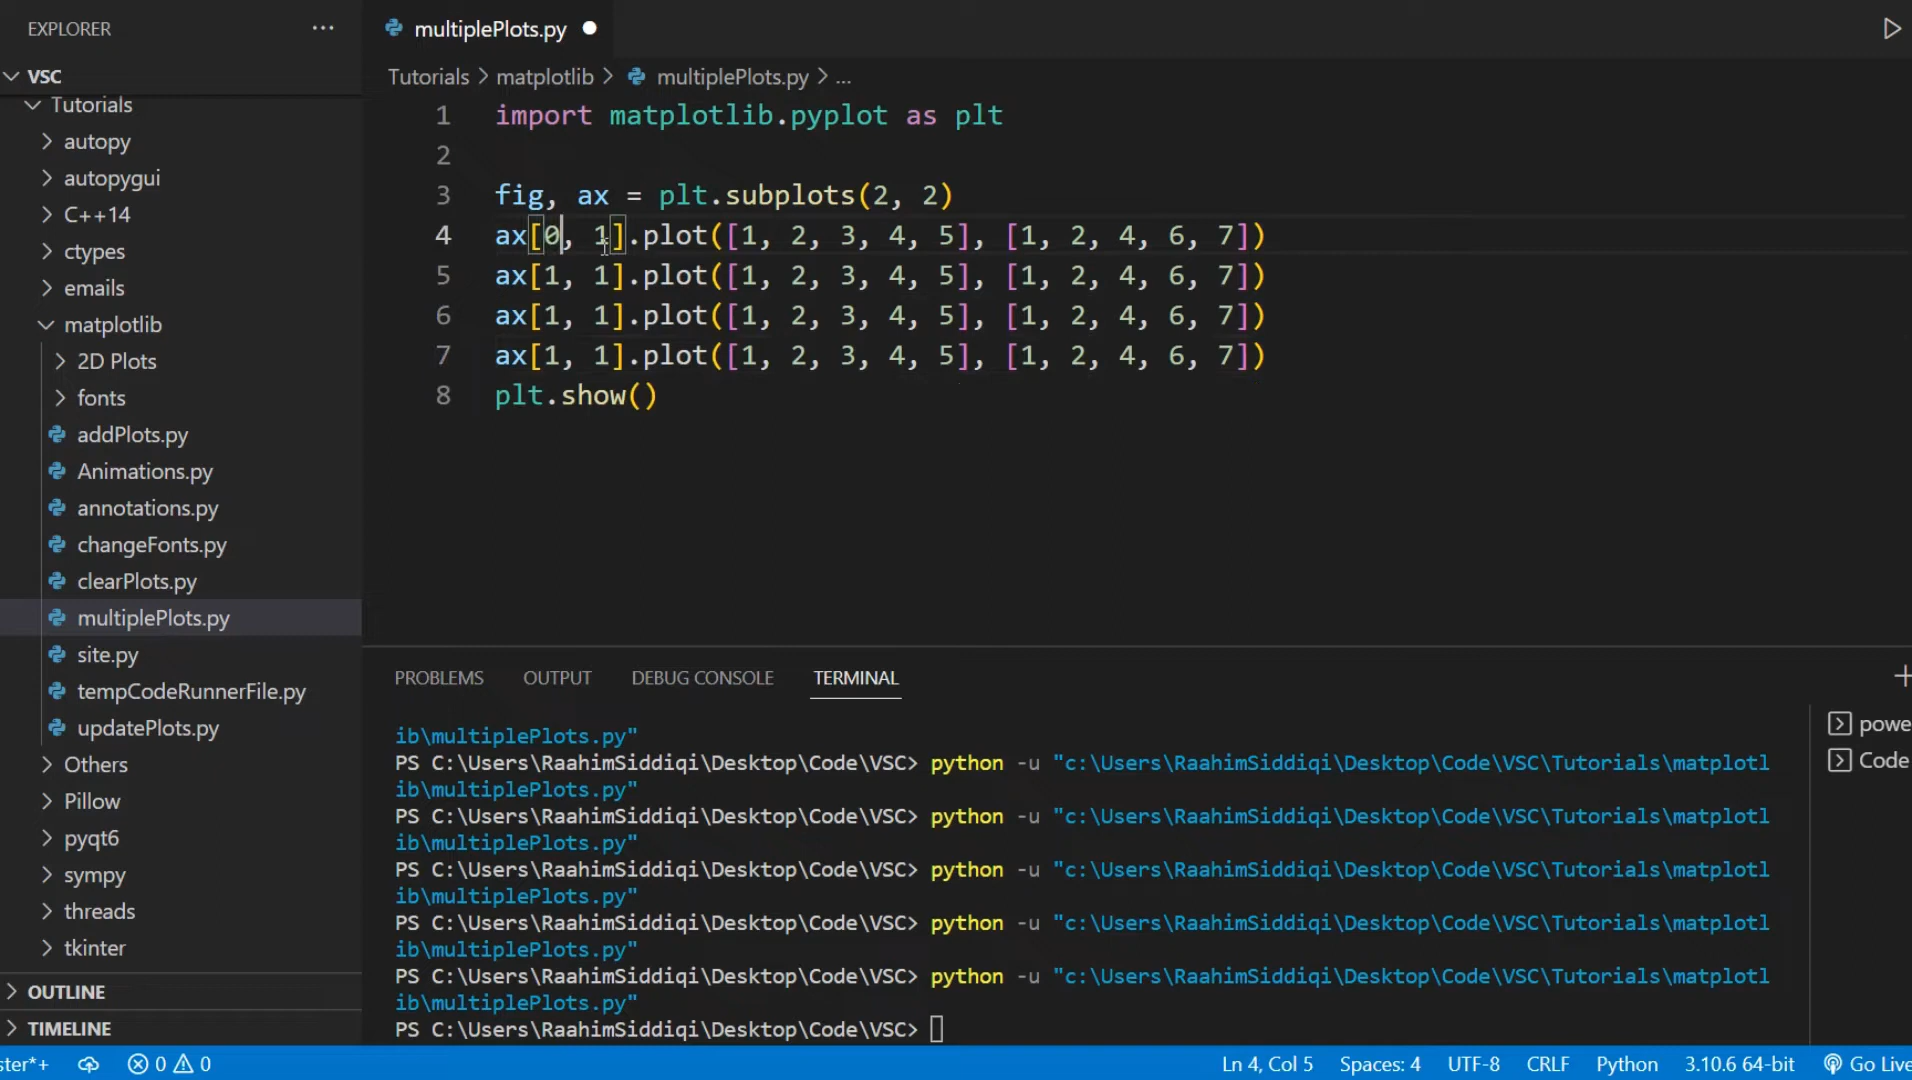 EXPLORER
···
VSC
Tutorials
autopy
autopygui
C++14
ctypes
emails
matplotlib
2D Plots
fonts
addPlots.py
Animations.py
annotations.py
changeFonts.py
clearPlots.py
multiplePlots.py
site.py
tempCodeRunnerFile.py
updatePlots.py
Others
Pillow
pyqt6
sympy
threads
tkinter
OUTLINE
TIMELINE
multiplePlots.py
Tutorials > matplotlib > multiplePlots.py > ...
1 import matplotlib.pyplot as plt
2
3 fig, ax = plt.subplots(2, 2)
4 ax[0, 1].plot([1, 2, 3, 4, 5], [1, 2, 4, 6, 7])
5 ax[1, 1].plot([1, 2, 3, 4, 5], [1, 2, 4, 6, 7])
6 ax[1, 1].plot([1, 2, 3, 4, 5], [1, 2, 4, 6, 7])
7 ax[1, 1].plot([1, 2, 3, 4, 5], [1, 2, 4, 6, 7])
8 plt.show()
PROBLEMS OUTPUT DEBUG CONSOLE TERMINAL
ib\multiplePlots.py"
PS C:\Users\RaahimSiddiqi\Desktop\Code\VSC> python -u "c:\Users\RaahimSiddiqi\Desktop\Code\VSC\Tutorials\matplotl
ib\multiplePlots.py"
PS C:\Users\RaahimSiddiqi\Desktop\Code\VSC> python -u "c:\Users\RaahimSiddiqi\Desktop\Code\VSC\Tutorials\matplotl
ib\multiplePlots.py"
PS C:\Users\RaahimSiddiqi\Desktop\Code\VSC> python -u "c:\Users\RaahimSiddiqi\Desktop\Code\VSC\Tutorials\matplotl
ib\multiplePlots.py"
PS C:\Users\RaahimSiddiqi\Desktop\Code\VSC> python -u "c:\Users\RaahimSiddiqi\Desktop\Code\VSC\Tutorials\matplotl
ib\multiplePlots.py"
PS C:\Users\RaahimSiddiqi\Desktop\Code\VSC> python -u "c:\Users\RaahimSiddiqi\Desktop\Code\VSC\Tutorials\matplotl
ib\multiplePlots.py"
PS C:\Users\RaahimSiddiqi\Desktop\Code\VSC>
powe
Code
ster*+ 0 0 Ln 4, Col 5 Spaces: 4 UTF-8 CRLF Python 3.10.6 64-bit Go Live